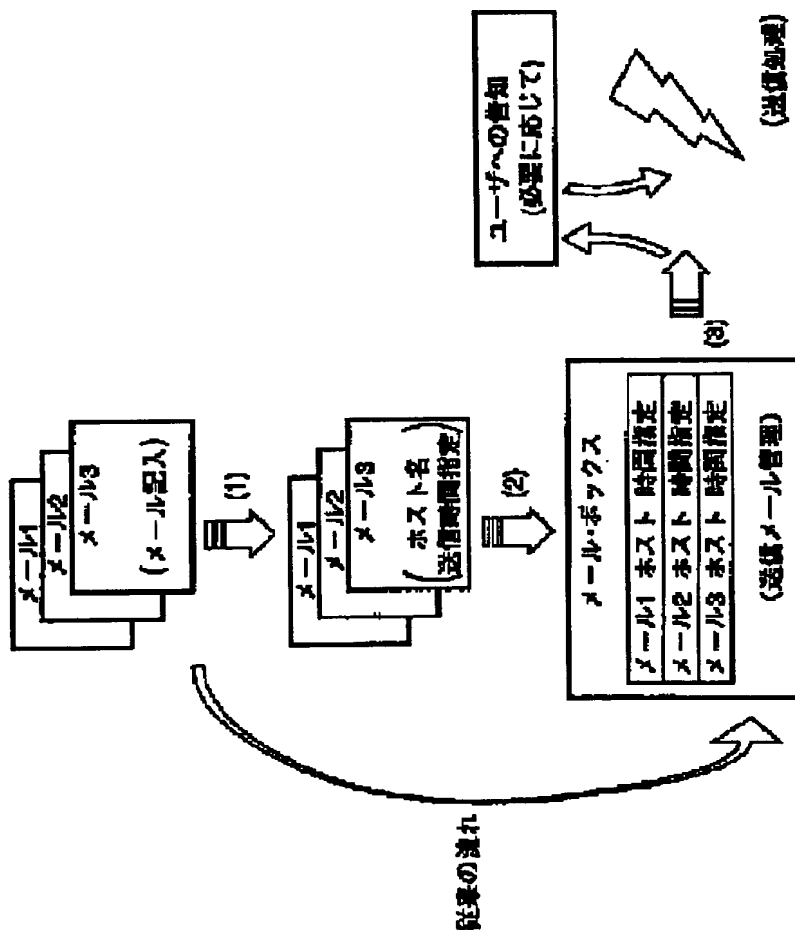 メール1
メール2
メール3
(メール記入)
(1)
メール1
メール2
メール3
(ホスト名
送信時間指定)
(2)
従来の流れ
メール・ボックス
メール1 ホスト 時間指定
メール2 ホスト 時間指定
メール3 ホスト 時間指定
(送信メール管理)
(3)
ユーザへの告知
(必要に応じて)
(送信処理)